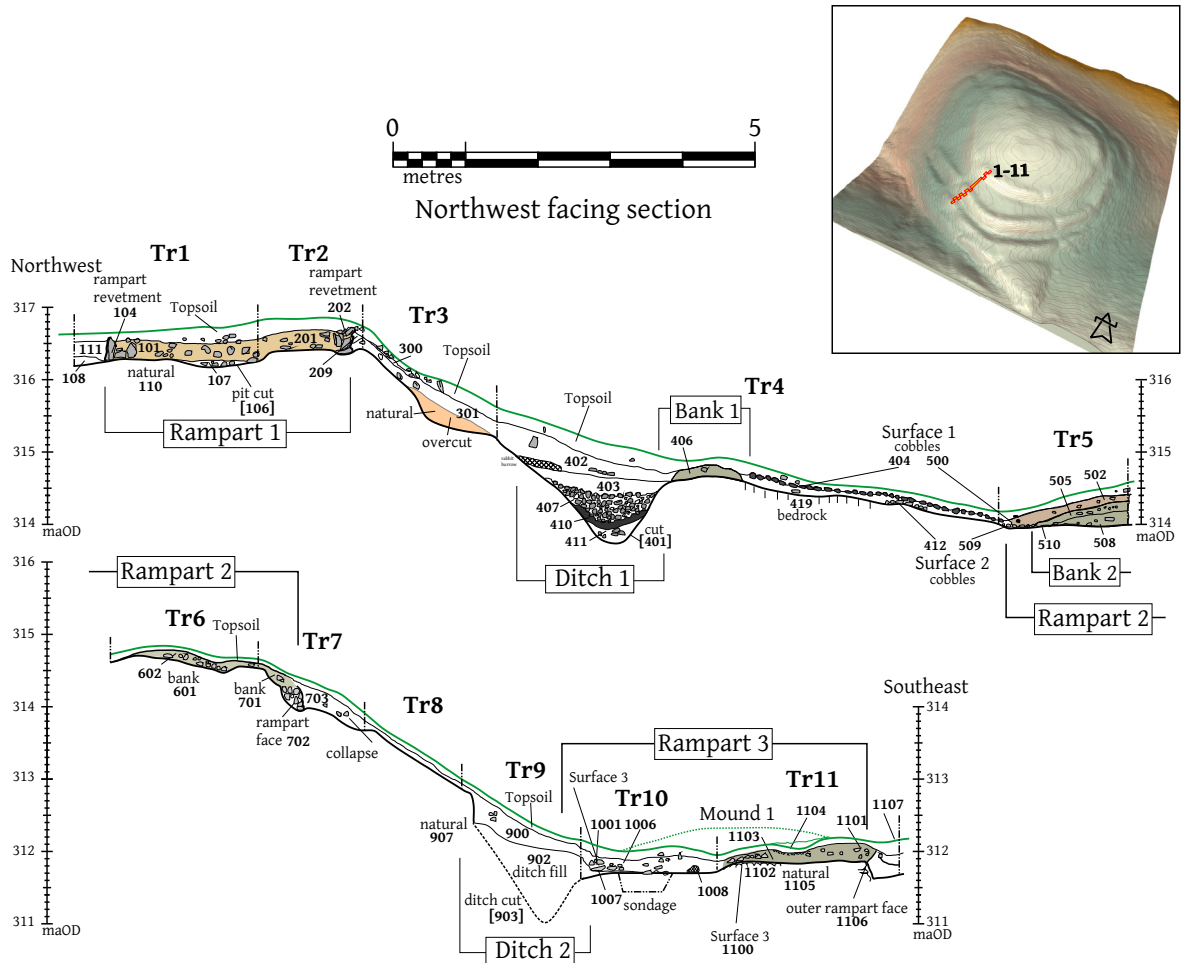 0
5
metres
Northwest facing section
1-11
Northwest
Tr1
Tr2
Tr3
Tr4
Tr5
rampart
revetment
104
Topsoil
rampart
revetment
202
317
316
315
314
maOD
111
108
101
natural
110
107
pit cut
[106]
201
209
Rampart 1
300
Topsoil
natural
301
overcut
Topsoil
rabbit
burrow
402
403
407
410
411
cut
[401]
Ditch 1
Bank 1
406
419
bedrock
Surface 1
cobbles
404
500
412
509
Surface 2
cobbles
505
502
510
508
Bank 2
Rampart 2
316
315
314
maOD
316
315
314
313
312
311
maOD
Rampart 2
Tr6
Topsoil
Tr7
602
bank
601
bank
701
rampart
face 702
703
collapse
Tr8
Tr9
Topsoil
natural
907
900
902
ditch fill
ditch cut
[903]
Ditch 2
Rampart 3
Surface 3
Tr10
1001
1006
1007
sondage
1008
Mound 1
Tr11
1103
1104
1101
1107
1102
natural
1105
outer rampart face
1106
Surface 3
1100
Southeast
314
313
312
311
maOD